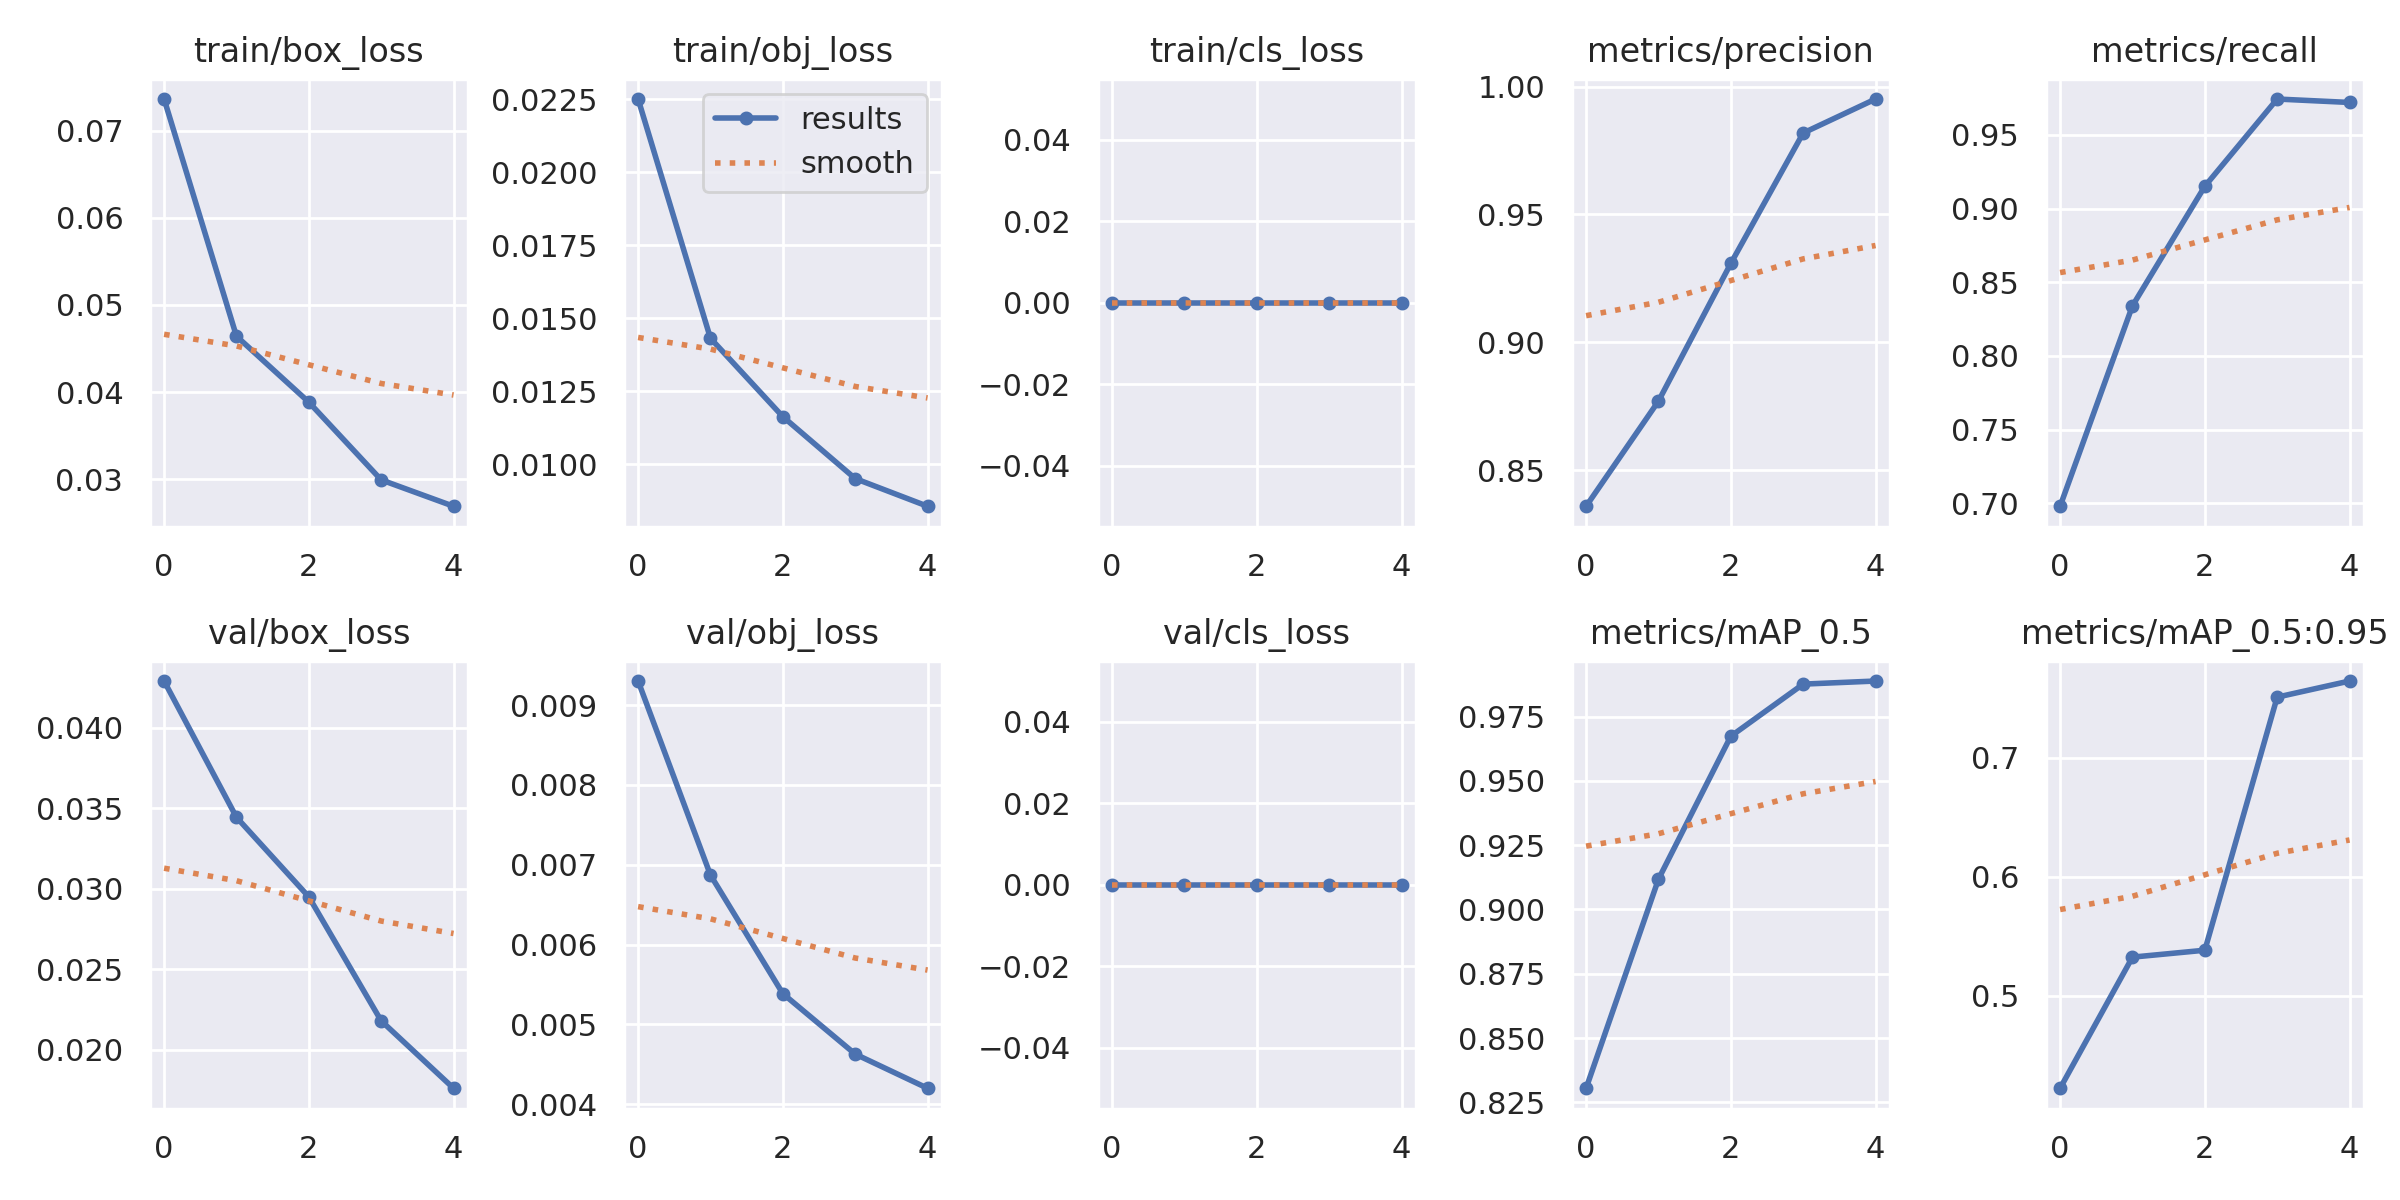 train/box_loss
0.07
0.06
0.05
0.04
0.03
0 2 4
train/obj_loss
results
smooth
0.0225
0.0200
0.0175
0.0150
0.0125
0.0100
0 2 4
train/cls_loss
0.04
0.02
0.00
−0.02
−0.04
0 2 4
metrics/precision
1.00
0.95
0.90
0.85
0 2 4
metrics/recall
0.95
0.90
0.85
0.80
0.75
0.70
0 2 4
val/box_loss
0.040
0.035
0.030
0.025
0.020
0 2 4
val/obj_loss
0.009
0.008
0.007
0.006
0.005
0.004
0 2 4
val/cls_loss
0.04
0.02
0.00
−0.02
−0.04
0 2 4
metrics/mAP_0.5
0.975
0.950
0.925
0.900
0.875
0.850
0.825
0 2 4
metrics/mAP_0.5:0.95
0.7
0.6
0.5
0 2 4